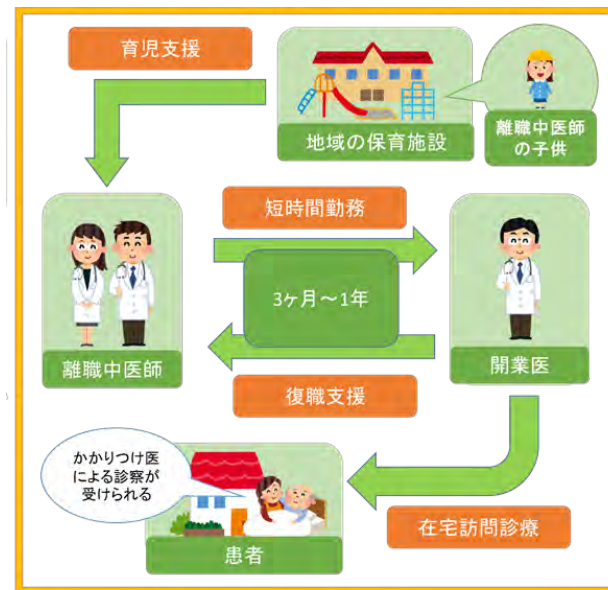 育児支援
地域の保育施設
離職中医師
の子供
短時間勤務
3ヶ月～1年
離職中医師
開業医
復職支援
かかりつけ医
による診察が
受けられる
患者
在宅訪問診療